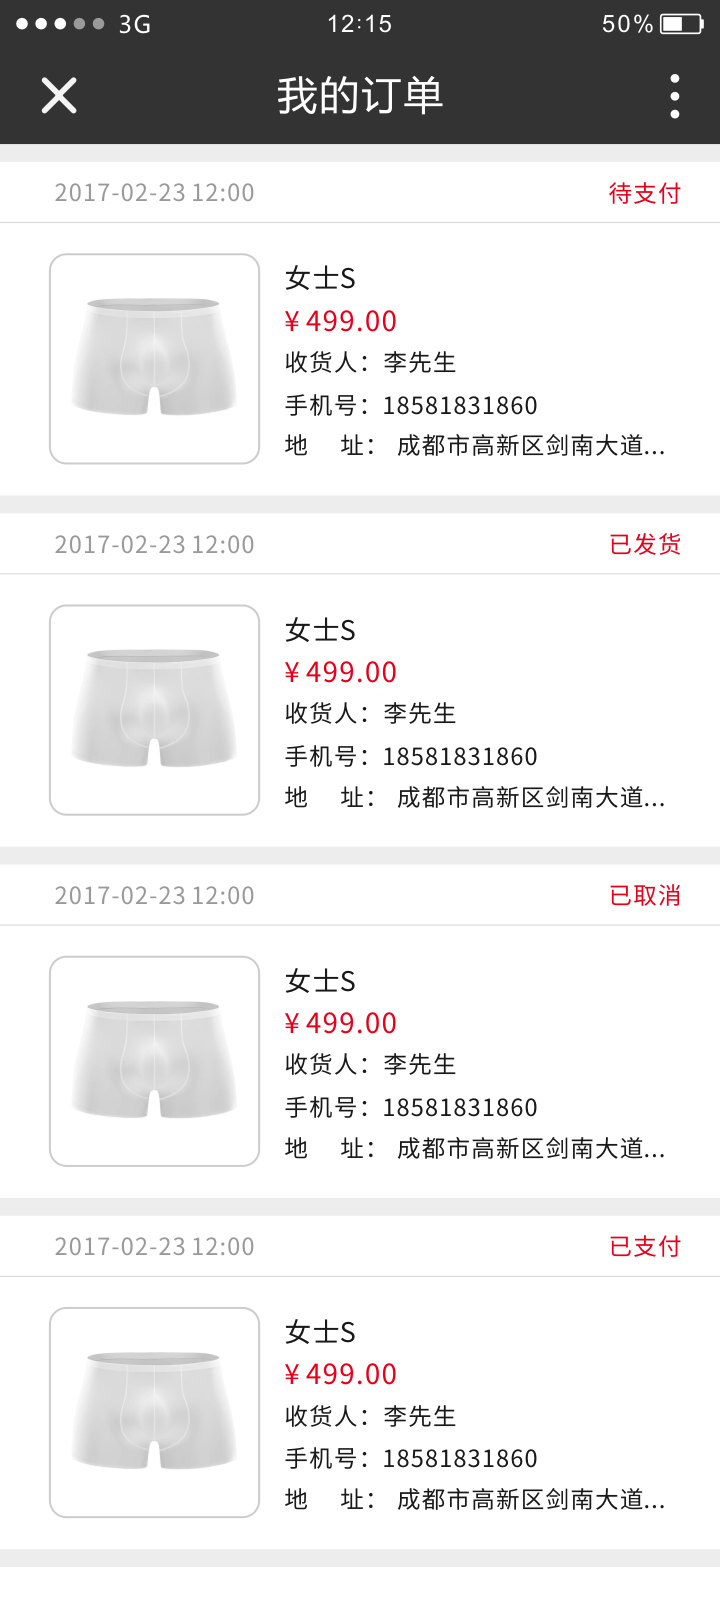 3G 12:15 50%
我的订单
2017-02-23 12:00 待支付
女士S
¥ 499.00
收货人：李先生
手机号：18581831860
地 址： 成都市高新区剑南大道...
2017-02-23 12:00 已发货
女士S
¥ 499.00
收货人：李先生
手机号：18581831860
地 址： 成都市高新区剑南大道...
2017-02-23 12:00 已取消
女士S
¥ 499.00
收货人：李先生
手机号：18581831860
地 址： 成都市高新区剑南大道...
2017-02-23 12:00 已支付
女士S
¥ 499.00
收货人：李先生
手机号：18581831860
地 址： 成都市高新区剑南大道...